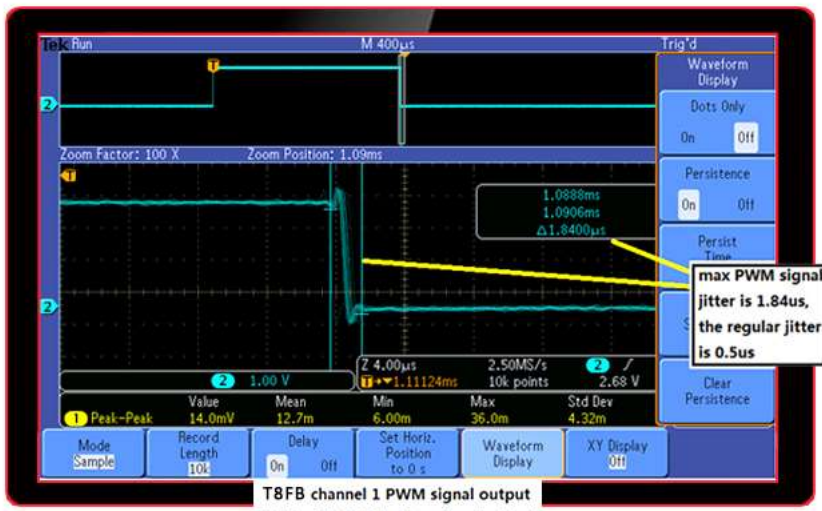 Tek Run M 400µs Trig'd
Zoom Factor: 100 X Zoom Position: 1.09ms
T
2
T
1.0888ms
1.0906ms
Δ1.8400µs
2
2 1.00 V
Z 4.00µs 2.50MS/s 2 /
T→▼1.11124ms 10k points 2.68 V
Value Mean Min Max Std Dev
1 Peak-Peak 14.0mV 12.7m 6.00m 36.0m 4.32m
Waveform
Display
Dots Only
On Off
Persistence
On Off
Persist
Time
max PWM signal
jitter is 1.84us,
the regular jitter
is 0.5us
S
Clear
Persistence
Mode
Sample
Record
Length
10k
Delay
On Off
Set Horiz.
Position
to 0 s
Waveform
Display
XY Display
Off
T8FB channel 1 PWM signal output